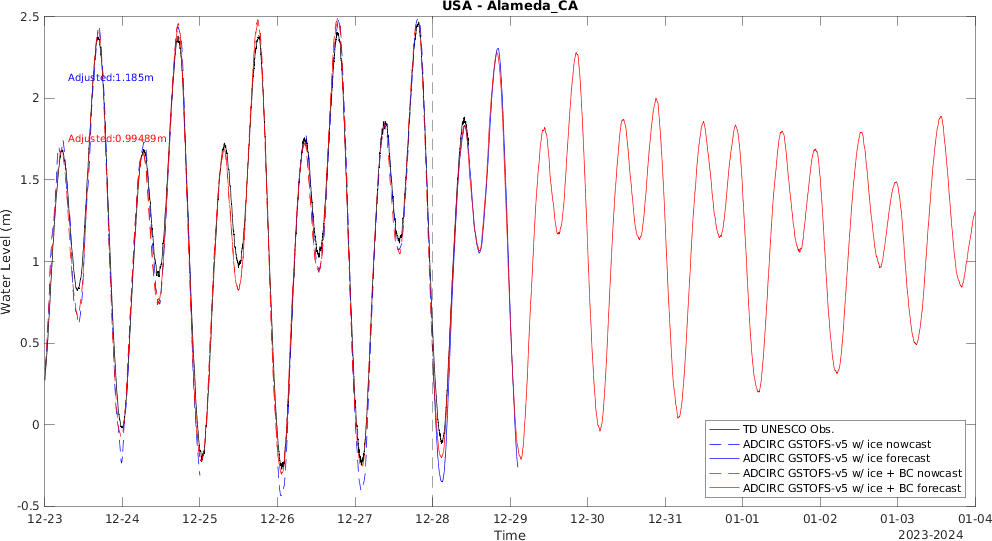 USA - Alameda_CA
2.5
2
1.5
1
0.5
0
-0.5
Water Level (m)
Adjusted:1.185m
Adjusted:0.99489m
TD UNESCO Obs.
ADCIRC GSTOFS-v5 w/ ice nowcast
ADCIRC GSTOFS-v5 w/ ice forecast
ADCIRC GSTOFS-v5 w/ ice + BC nowcast
ADCIRC GSTOFS-v5 w/ ice + BC forecast
12-23 12-24 12-25 12-26 12-27 12-28 12-29 12-30 12-31 01-01 01-02 01-03 01-04
Time
2023-2024